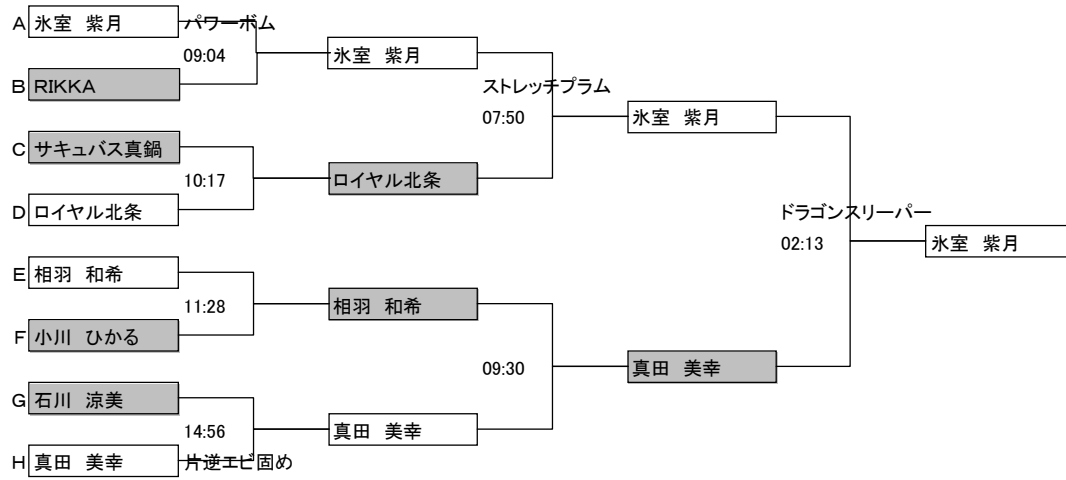 A 氷室 紫月 パワーボム
09:04
氷室 紫月
B RIKKA
ストレッチプラム
07:50
氷室 紫月
C サキュバス真鍋
10:17
ロイヤル北条
D ロイヤル北条
ドラゴンスリーパー
02:13
氷室 紫月
E 相羽 和希
11:28
相羽 和希
F 小川 ひかる
09:30
真田 美幸
G 石川 涼美
14:56
真田 美幸
H 真田 美幸 片逆エビ固め